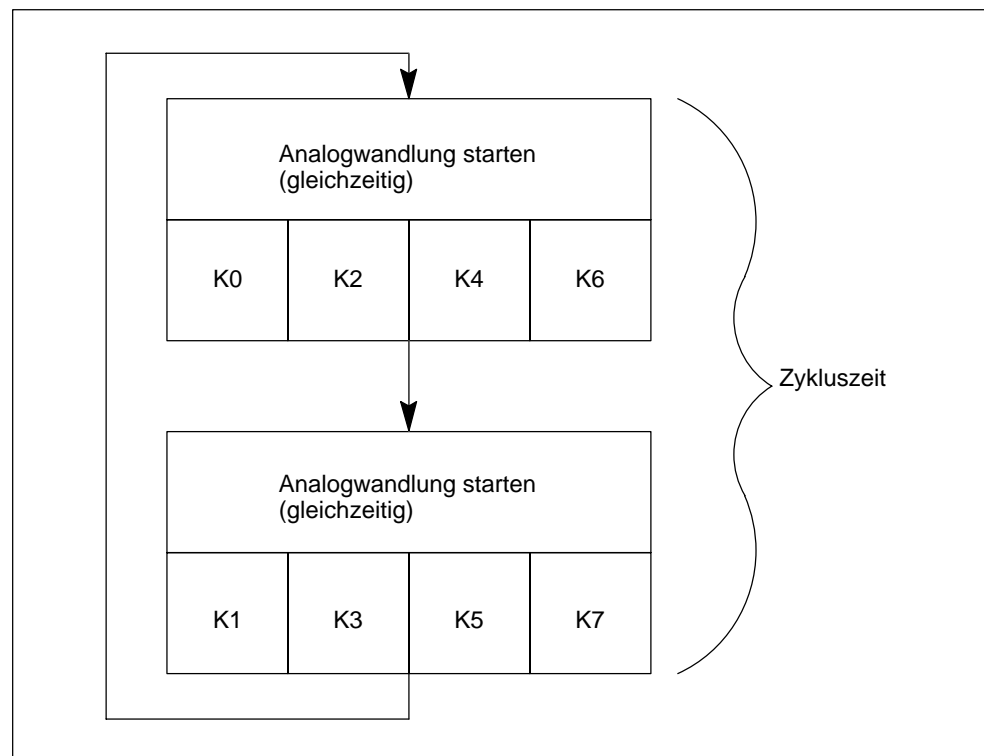 Analogwandlung starten
(gleichzeitig)
K0 K2 K4 K6
Zykluszeit
Analogwandlung starten
(gleichzeitig)
K1 K3 K5 K7